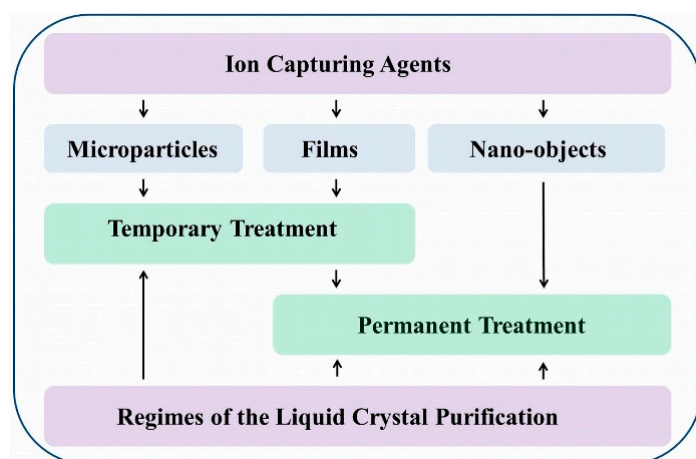 Ion Capturing Agents
Microparticles
Films
Nano-objects
Temporary Treatment
Permanent Treatment
Regimes of the Liquid Crystal Purification